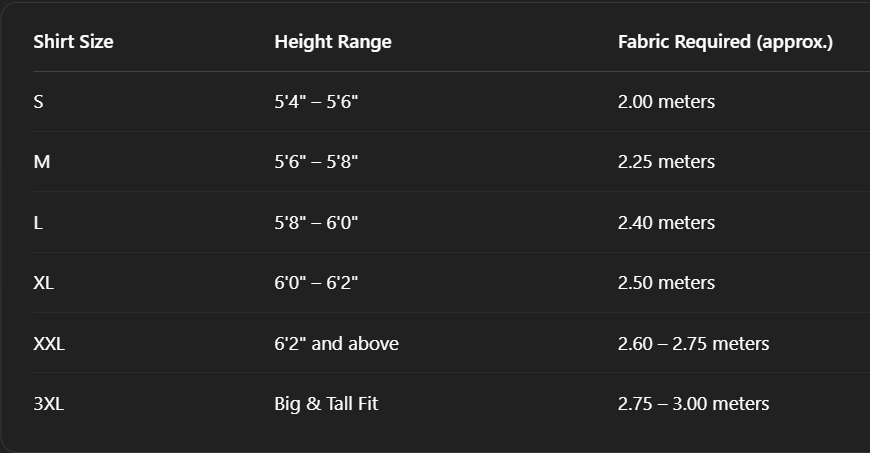 Shirt Size Height Range Fabric Required (approx.)
S 5'4" – 5'6" 2.00 meters
M 5'6" – 5'8" 2.25 meters
L 5'8" – 6'0" 2.40 meters
XL 6'0" – 6'2" 2.50 meters
XXL 6'2" and above 2.60 – 2.75 meters
3XL Big & Tall Fit 2.75 – 3.00 meters